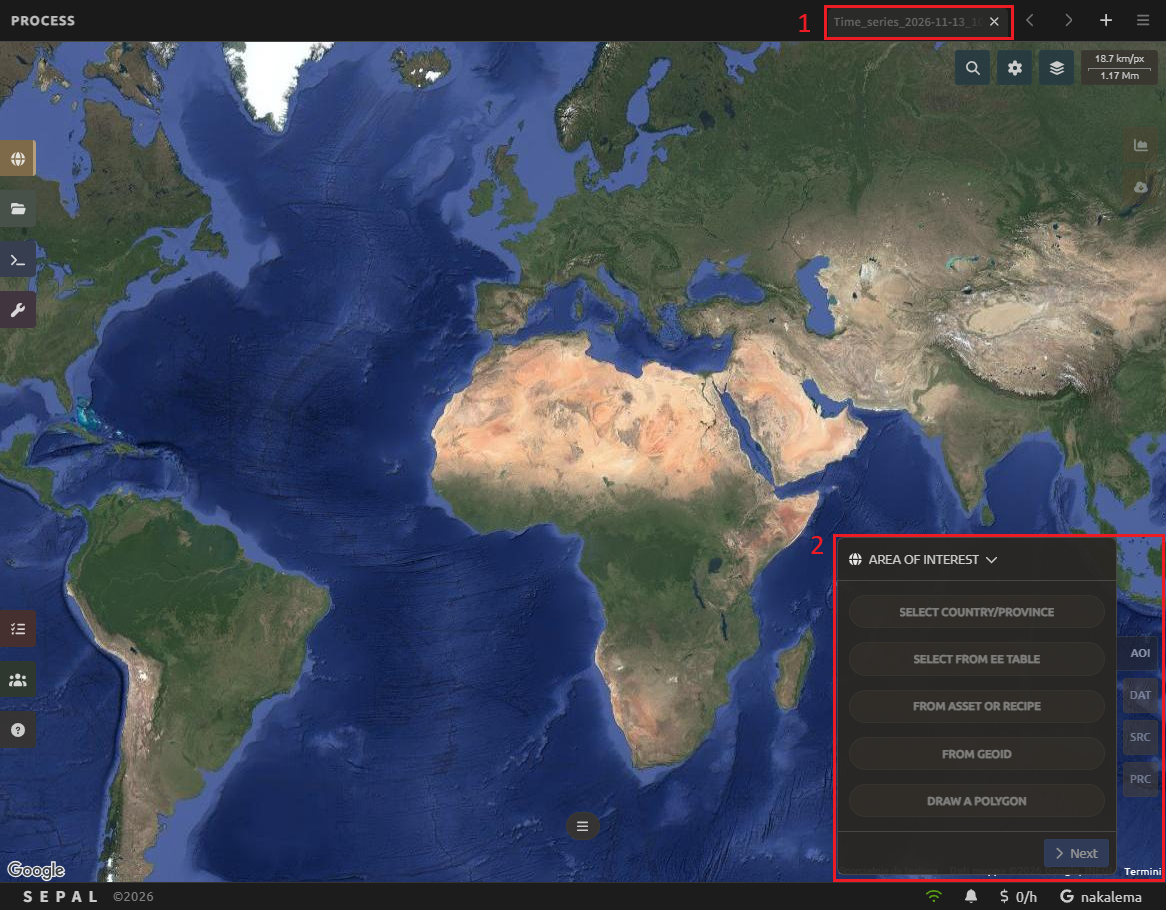 PROCESS
1
Time_series_2026-11-13_1
18.7 km/px
1.17 Mm
2
AREA OF INTEREST
SELECT COUNTRY/PROVINCE
SELECT FROM EE TABLE
FROM ASSET OR RECIPE
FROM GEOID
DRAW A POLYGON
Next
AOI
DAT
SRC
PRC
Google
Termini
SEPAL ©2026
$ 0/h
nakalema